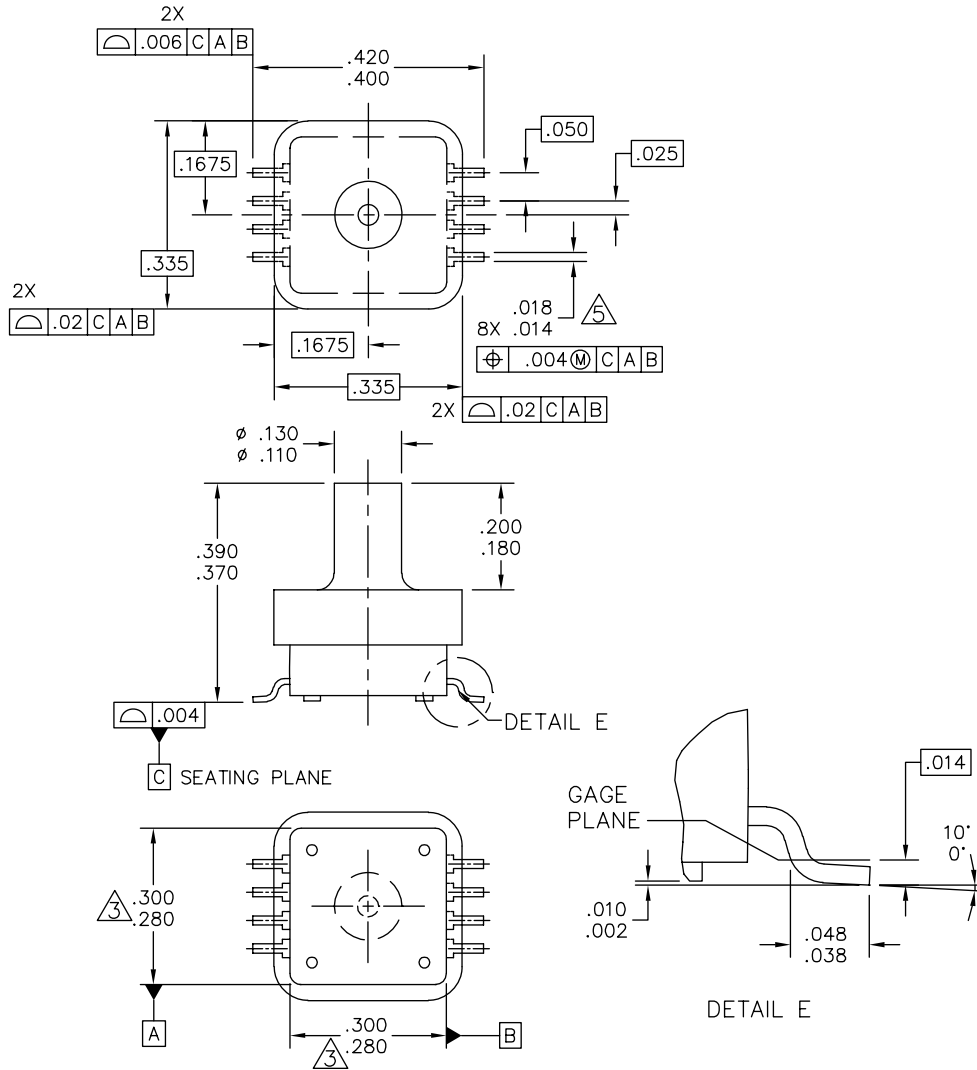 2X
⌓ .006 C A B
.420
.400
.050
.025
.1675
.335
2X
⌓ .02 C A B
.018
8X .014
5
⌖ .004 Ⓜ C A B
.1675
.335
2X ⌓ .02 C A B
ø .130
ø .110
.390
.370
.200
.180
⌓ .004
DETAIL E
C SEATING PLANE
GAGE
PLANE
.014
10°
0°
.010
.002
.048
.038
DETAIL E
3 .300
.280
A
.300
3 .280
B